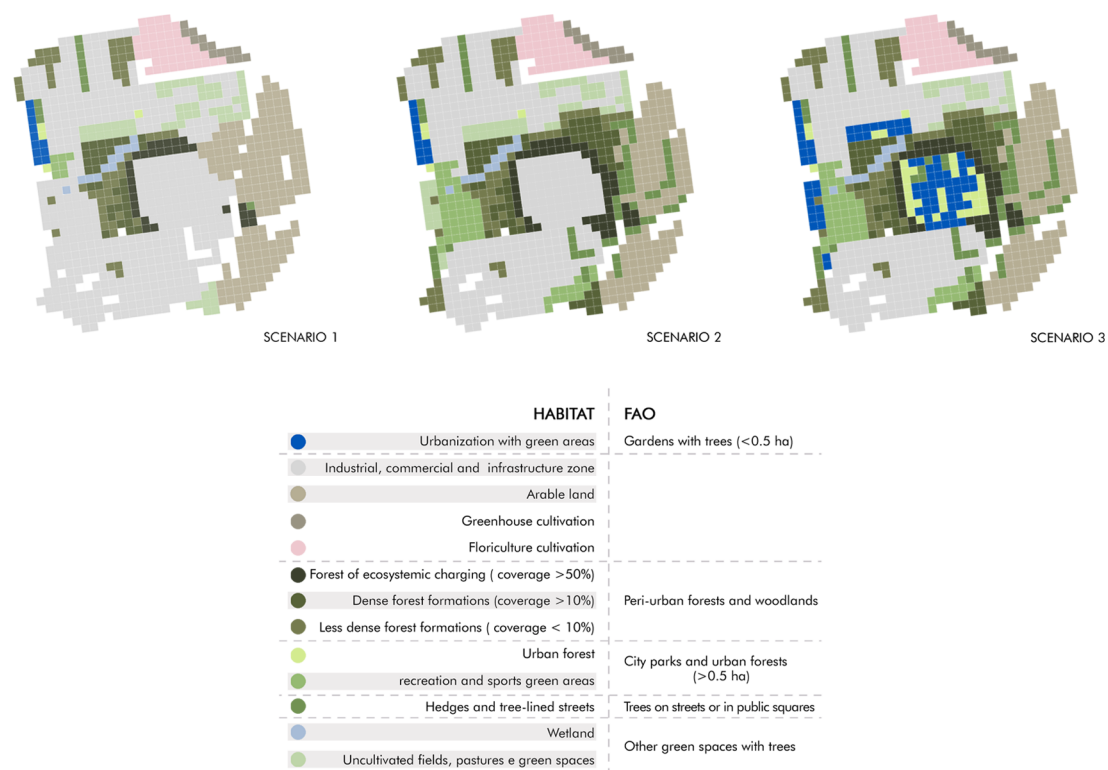 SCENARIO 1
SCENARIO 2
SCENARIO 3
HABITAT
FAO
Urbanization with green areas
Gardens with trees (<0.5 ha)
Industrial, commercial and infrastructure zone
Arable land
Greenhouse cultivation
Floriculture cultivation
Forest of ecosystemic charging ( coverage >50%)
Dense forest formations (coverage >10%)
Peri-urban forests and woodlands
Less dense forest formations ( coverage < 10%)
Urban forest
City parks and urban forests
(>0.5 ha)
recreation and sports green areas
Hedges and tree-lined streets
Trees on streets or in public squares
Wetland
Other green spaces with trees
Uncultivated fields, pastures e green spaces